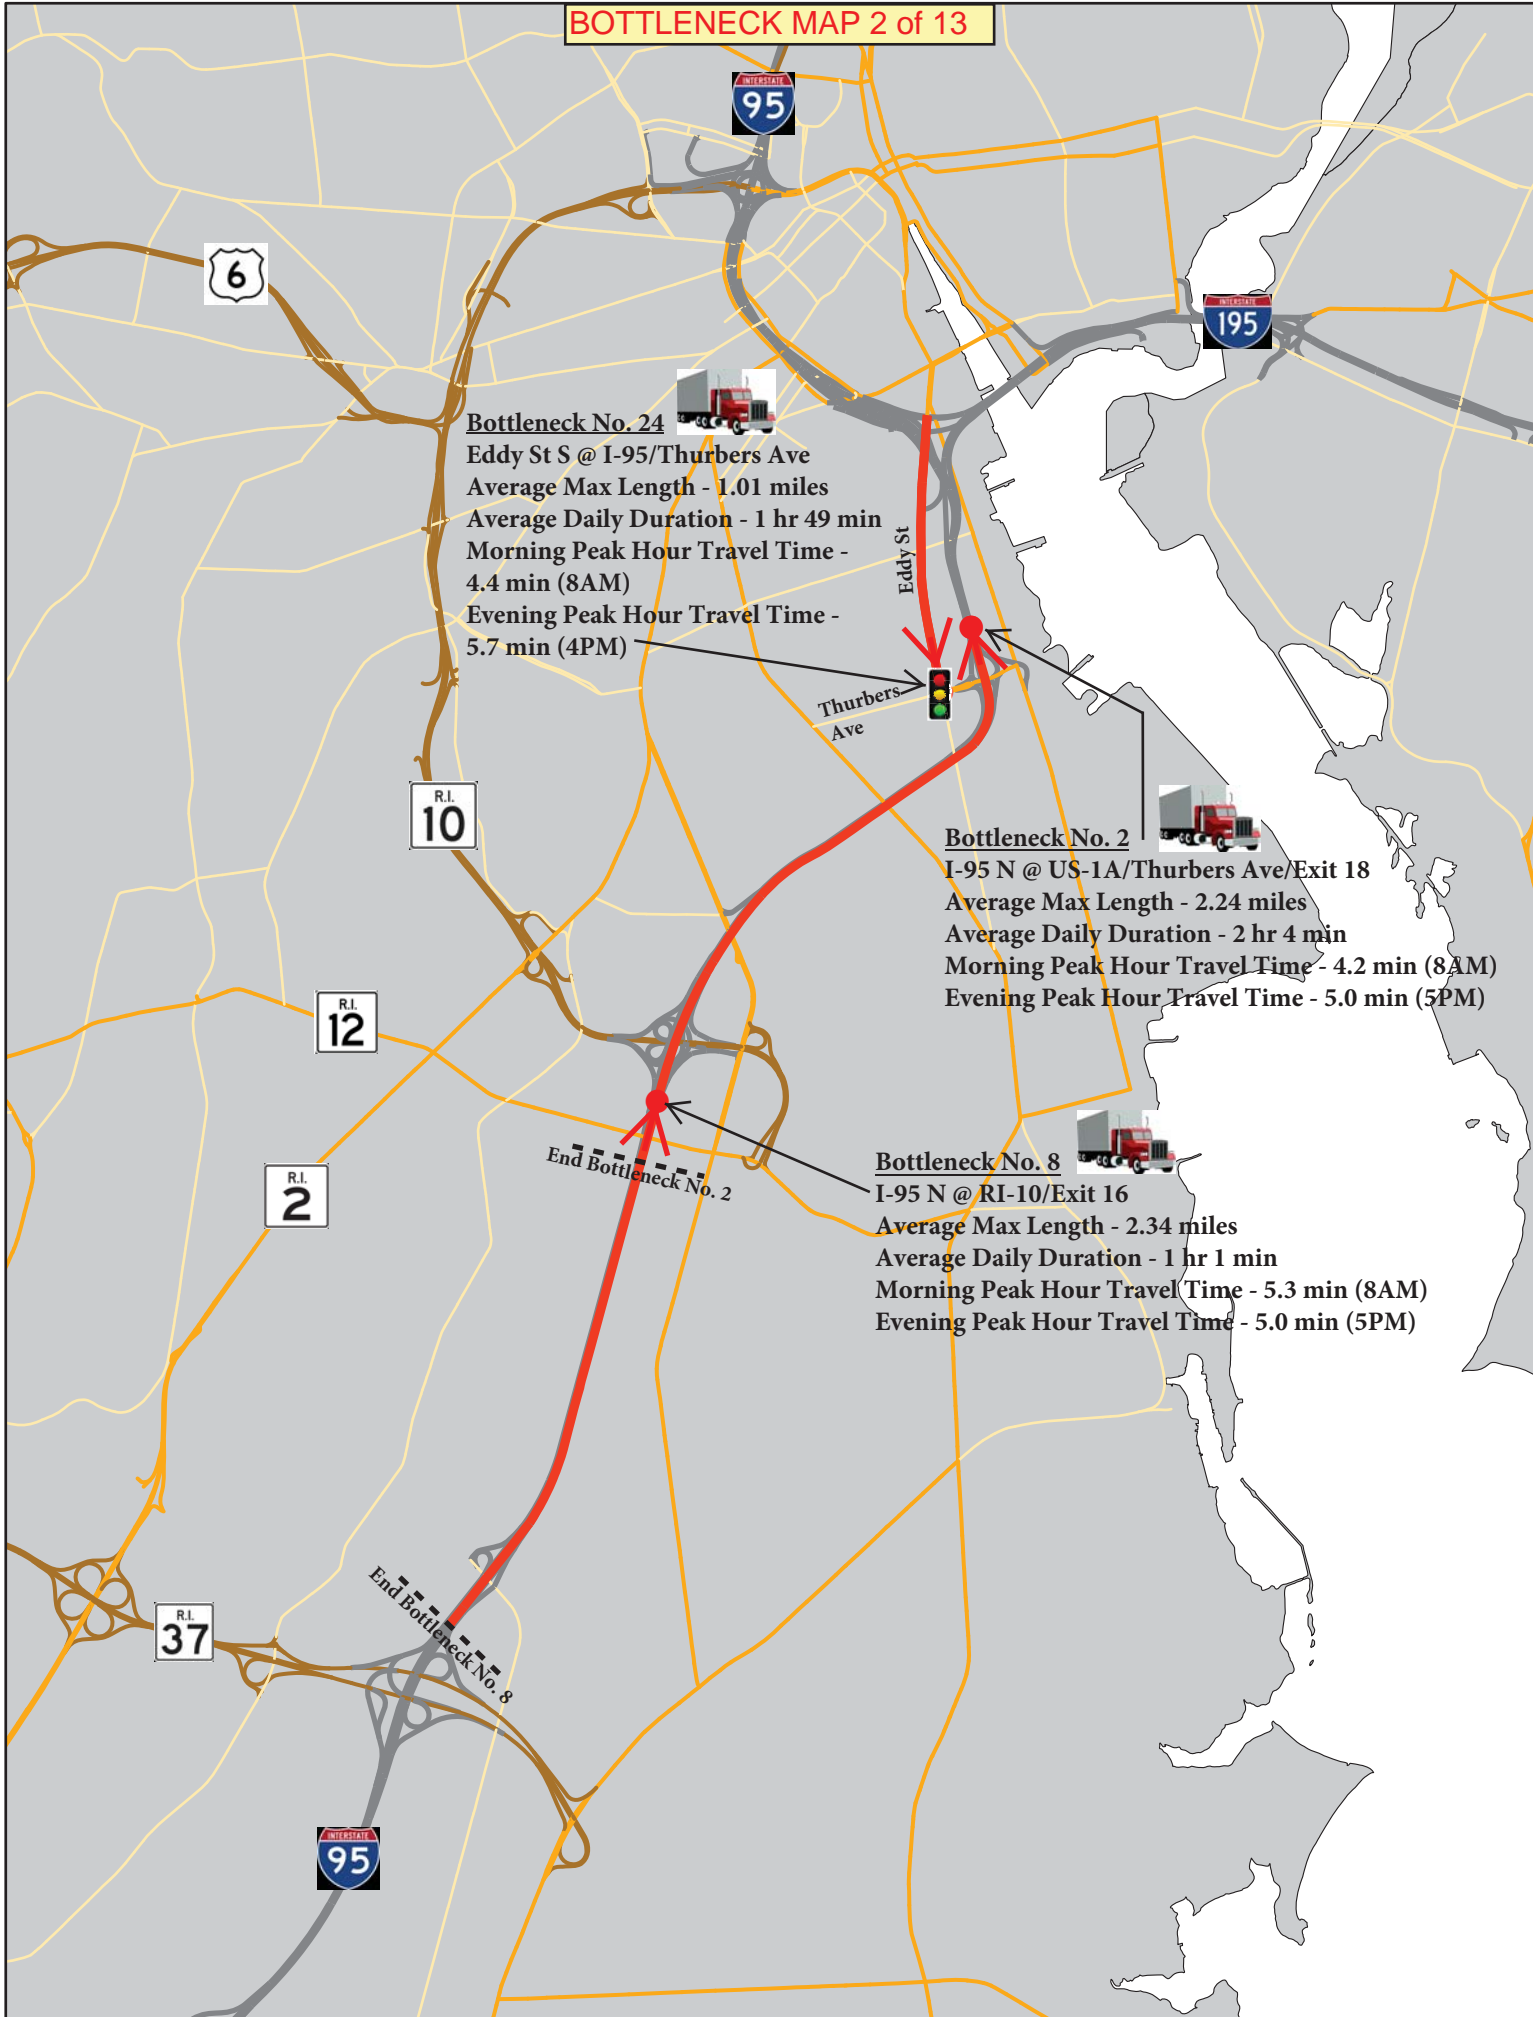 BOTTLENECK MAP 2 of 13
INTERSTATE
95
6
INTERSTATE
195
Bottleneck No. 24
Eddy St S @ I-95/Thurbers Ave
Average Max Length - 1.01 miles
Average Daily Duration - 1 hr 49 min
Morning Peak Hour Travel Time -
4.4 min (8AM)
Evening Peak Hour Travel Time -
5.7 min (4PM)
Eddy St
Thurbers
Ave
R.I.
10
Bottleneck No. 2
I-95 N @ US-1A/Thurbers Ave/Exit 18
Average Max Length - 2.24 miles
Average Daily Duration - 2 hr 4 min
Morning Peak Hour Travel Time - 4.2 min (8AM)
Evening Peak Hour Travel Time - 5.0 min (5PM)
R.I.
12
End Bottleneck No. 2
R.I.
2
Bottleneck No. 8
I-95 N @ RI-10/Exit 16
Average Max Length - 2.34 miles
Average Daily Duration - 1 hr 1 min
Morning Peak Hour Travel Time - 5.3 min (8AM)
Evening Peak Hour Travel Time - 5.0 min (5PM)
End Bottleneck No. 8
R.I.
37
INTERSTATE
95